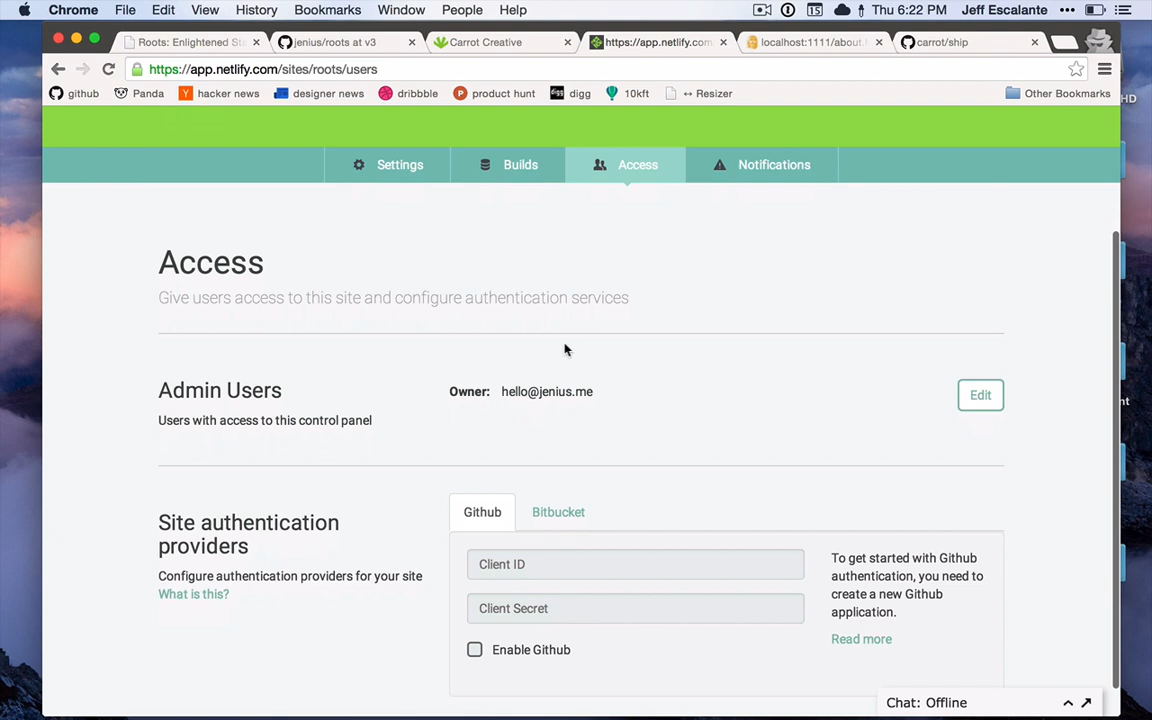 Chrome File Edit View History Bookmarks Window People Help Thu 6:22 PM Jeff Escalante
Roots: Enlightened Sta
jenius/roots at v3
Carrot Creative
https://app.netlify.com
localhost:1111/about.h
carrot/ship
https://app.netlify.com/sites/roots/users
github Panda hacker news designer news dribbble product hunt digg 10kft ↔ Resizer Other Bookmarks
HD
Settings Builds Access Notifications
Access
Give users access to this site and configure authentication services
Admin Users
Users with access to this control panel
Owner: hello@jenius.me
Edit
nt
Site authentication
providers
Configure authentication providers for your site
What is this?
Github Bitbucket
Client ID
Client Secret
Enable Github
To get started with Github
authentication, you need to
create a new Github
application.
Read more
Chat: Offline